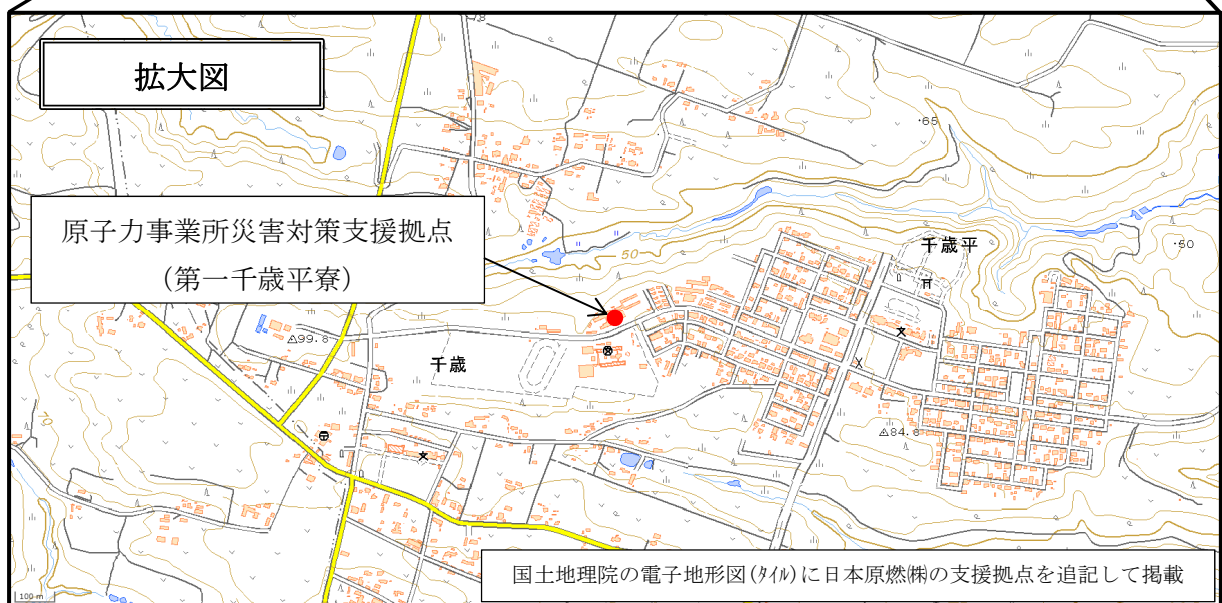 拡大図
・65
原子力事業所災害対策支援拠点
(第一千歳平寮)
50
千歳平
・50
△99.8
千歳
△84.8
国土地理院の電子地形図(ﾀｲﾙ)に日本原燃㈱の支援拠点を追記して掲載
100 m